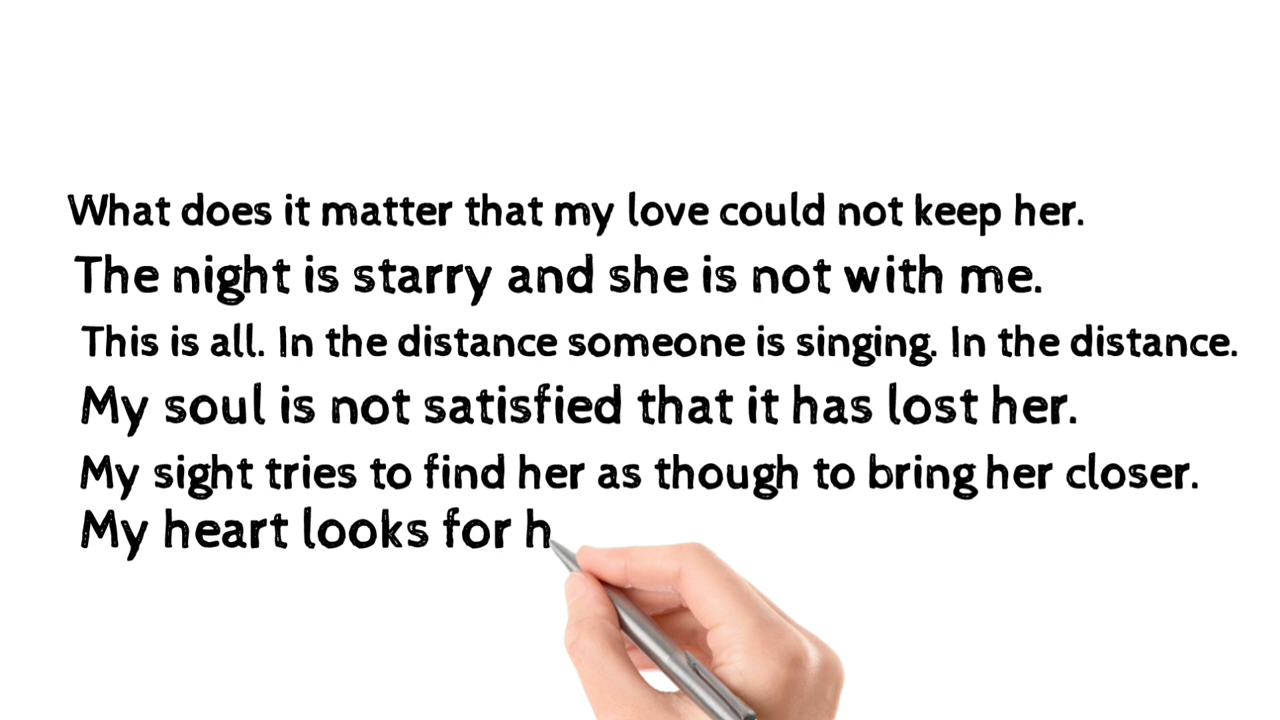 What does it matter that my love could not keep her.
The night is starry and she is not with me.
This is all. In the distance someone is singing. In the distance.
My soul is not satisfied that it has lost her.
My sight tries to find her as though to bring her closer.
My heart looks for h